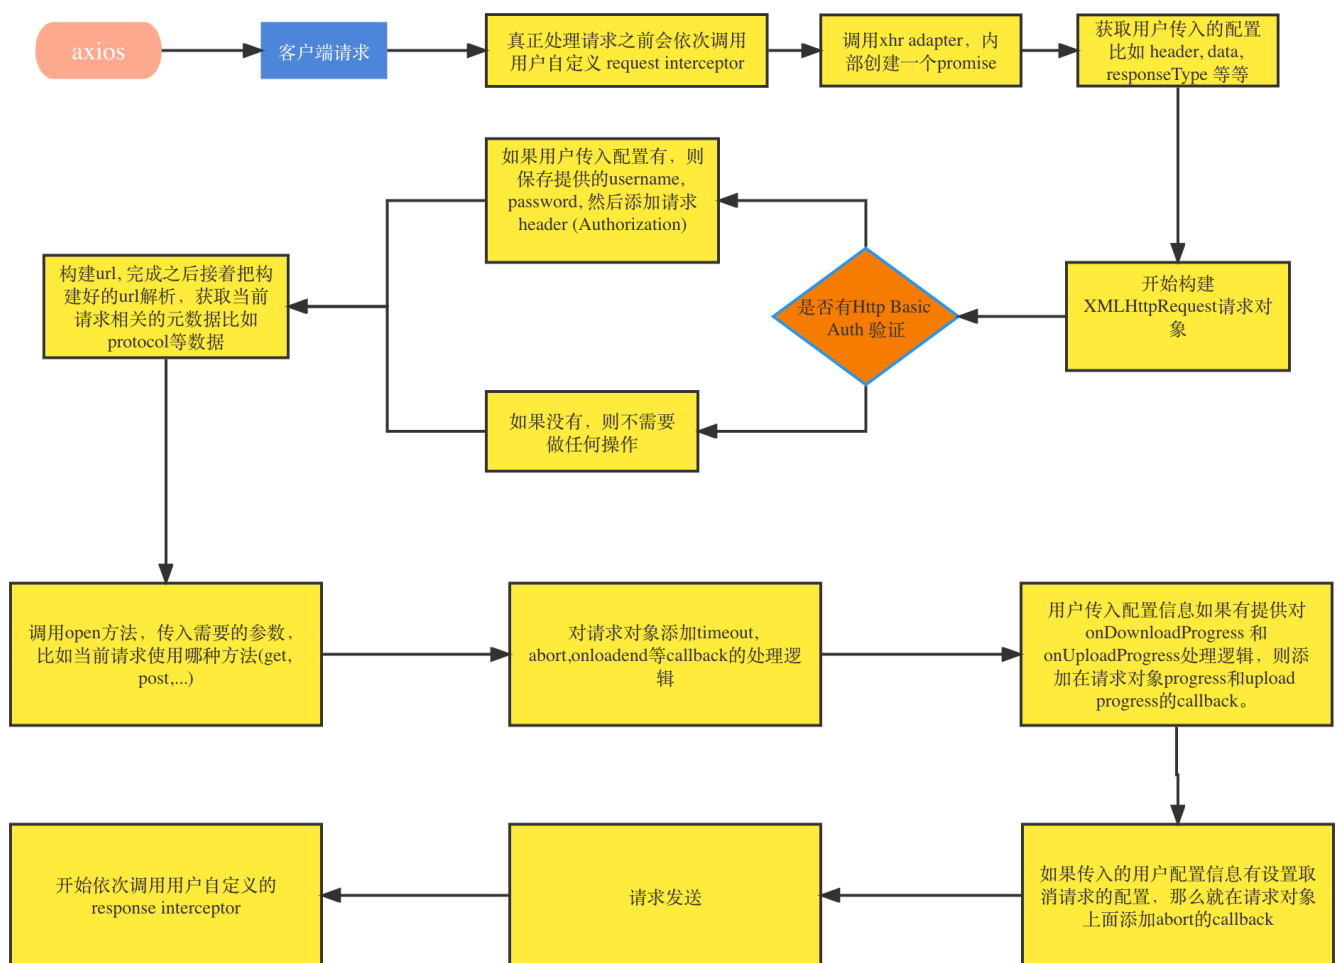 axios
客户端请求
真正处理请求之前会依次调用
用户自定义 request interceptor
调用xhr adapter，内
部创建一个promise
获取用户传入的配置
比如 header, data,
responseType 等等
如果用户传入配置有，则
保存提供的username,
password, 然后添加请求
header (Authorization)
构建url, 完成之后接着把构
建好的url解析，获取当前
请求相关的元数据比如
protocol等数据
是否有Http Basic
Auth 验证
开始构建
XMLHttpRequest请求对
象
如果没有，则不需要
做任何操作
调用open方法，传入需要的参数，
比如当前请求使用哪种方法(get,
post,...)
对请求对象添加timeout,
abort,onloadend等callback的处理逻
辑
用户传入配置信息如果有提供对
onDownloadProgress 和
onUploadProgress处理逻辑，则添
加在请求对象progress和upload
progress的callback。
开始依次调用用户自定义的
response interceptor
请求发送
如果传入的用户配置信息有设置取
消请求的配置，那么就在请求对象
上面添加abort的callback